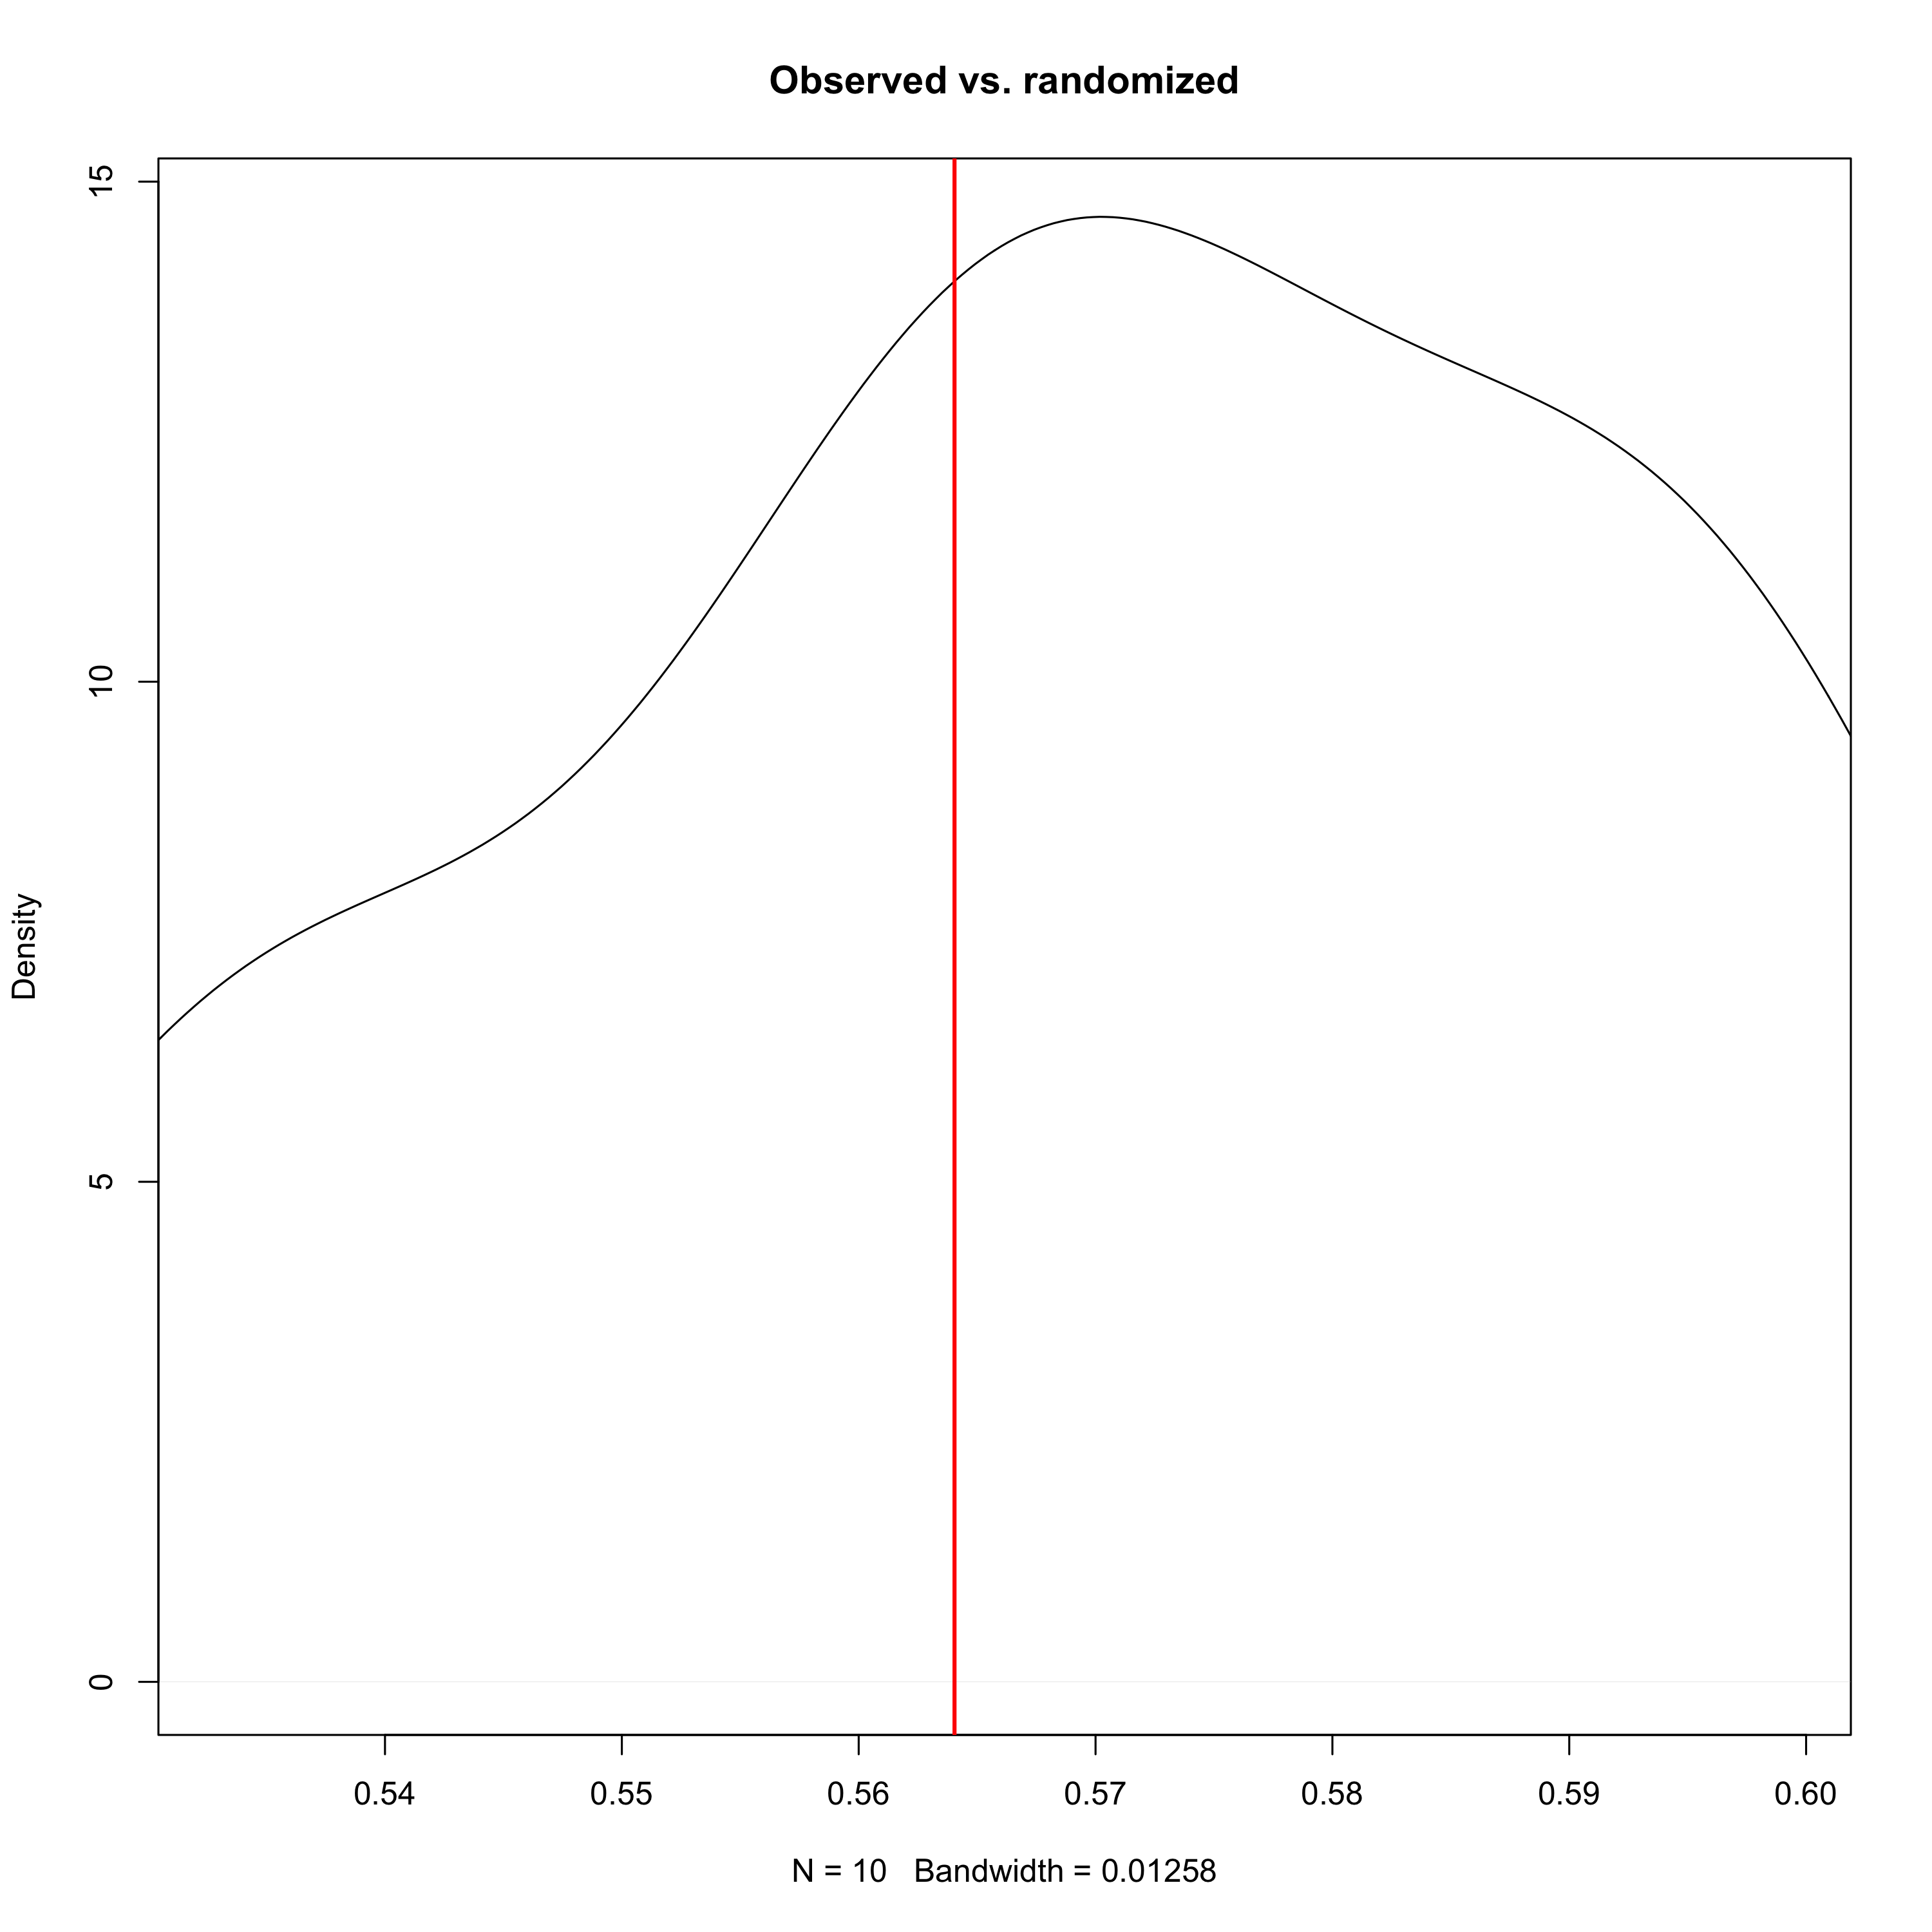 Observed vs. randomized
15
10
5
0
Density
0.54 0.55 0.56 0.57 0.58 0.59 0.60
N = 10 Bandwidth = 0.01258